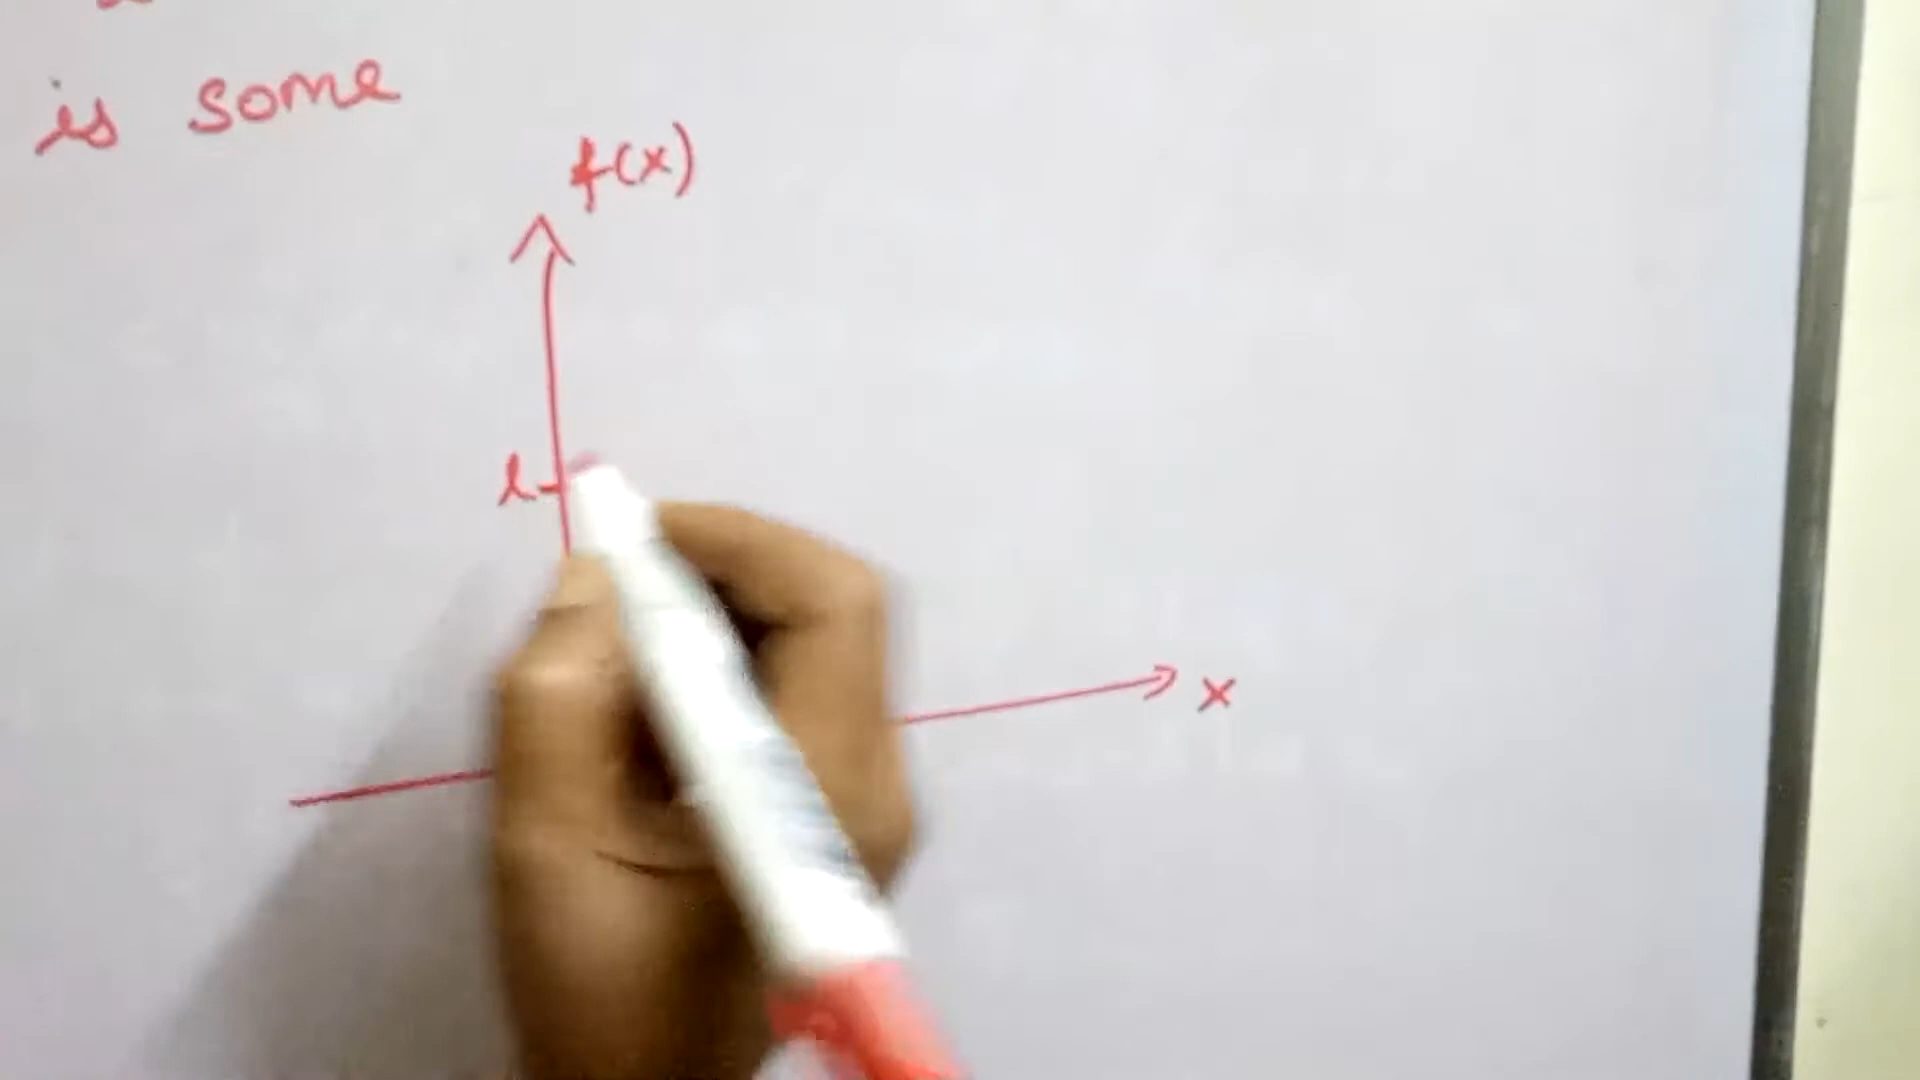 is some
f(x)
l
x